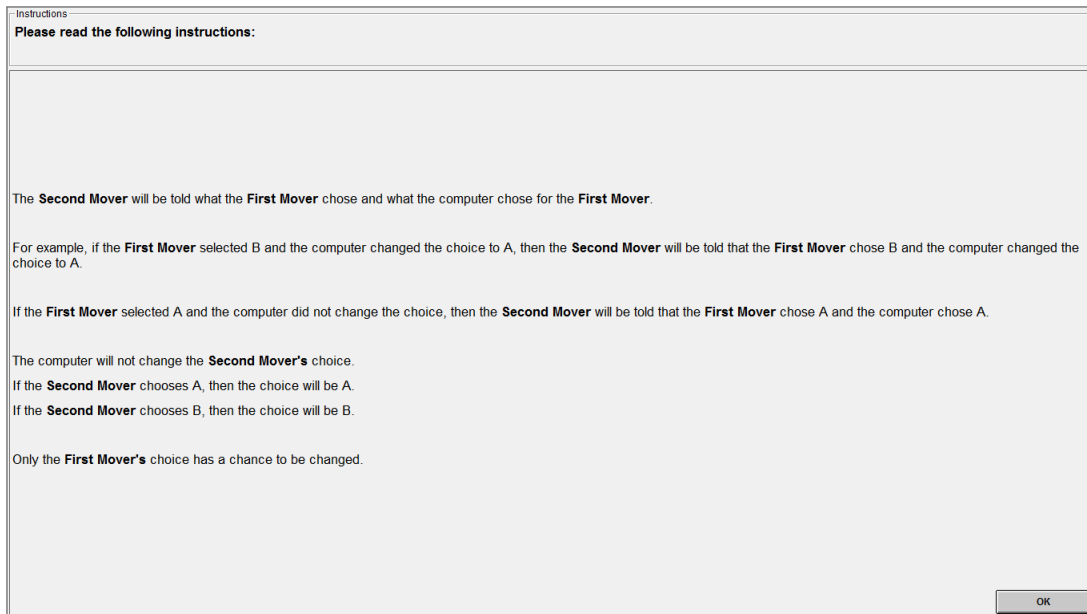 Instructions
Please read the following instructions:
The Second Mover will be told what the First Mover chose and what the computer chose for the First Mover.
For example, if the First Mover selected B and the computer changed the choice to A, then the Second Mover will be told that the First Mover chose B and the computer changed the
choice to A.
If the First Mover selected A and the computer did not change the choice, then the Second Mover will be told that the First Mover chose A and the computer chose A.
The computer will not change the Second Mover's choice.
If the Second Mover chooses A, then the choice will be A.
If the Second Mover chooses B, then the choice will be B.
Only the First Mover's choice has a chance to be changed.
OK